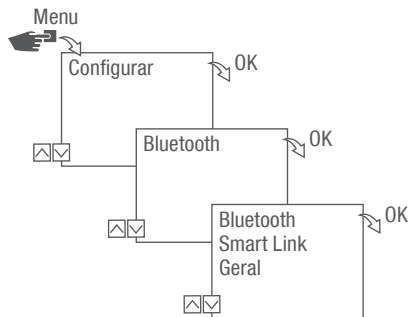 Menu
Configurar
OK
Bluetooth
OK
Bluetooth
Smart Link
Geral
OK